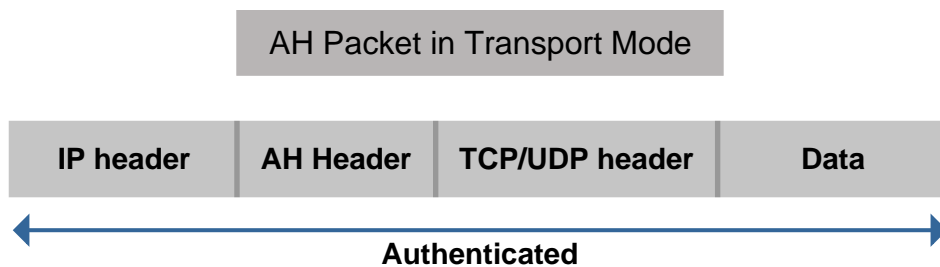 AH Packet in Transport Mode
IP header AH Header TCP/UDP header Data
Authenticated